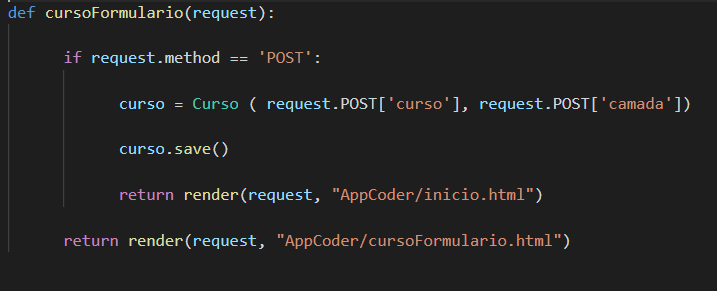 def cursoFormulario(request):
if request.method == 'POST':
curso = Curso ( request.POST['curso'], request.POST['camada'])
curso.save()
return render(request, "AppCoder/inicio.html")
return render(request, "AppCoder/cursoFormulario.html")